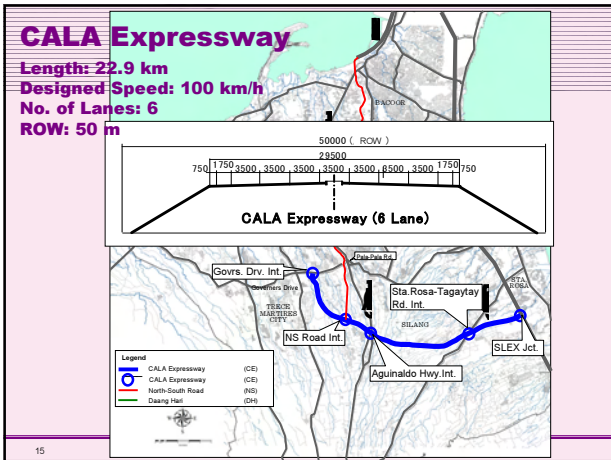 CALA Expressway
Length: 22.9 km
Designed Speed: 100 km/h
No. of Lanes: 6
ROW: 50 m
BACOOR
50000 ( ROW )
29500
750 1750 3500 3500 3500 3500 3500 8500 3500 1750 750
CALA Expressway (6 Lane)
Pala-Pala Rd.
Govrs. Drv. Int.
Governors Drive
STA.
ROSA
Sta.Rosa-Tagaytay
Rd. Int.
TRECE
MARTIRES
CITY
SILANG
NS Road Int.
SLEX Jct.
Aguinaldo Hwy.Int.
Legend
CALA Expressway (CE)
CALA Expressway (CE)
North-South Road (NS)
Daang Hari (DH)
15